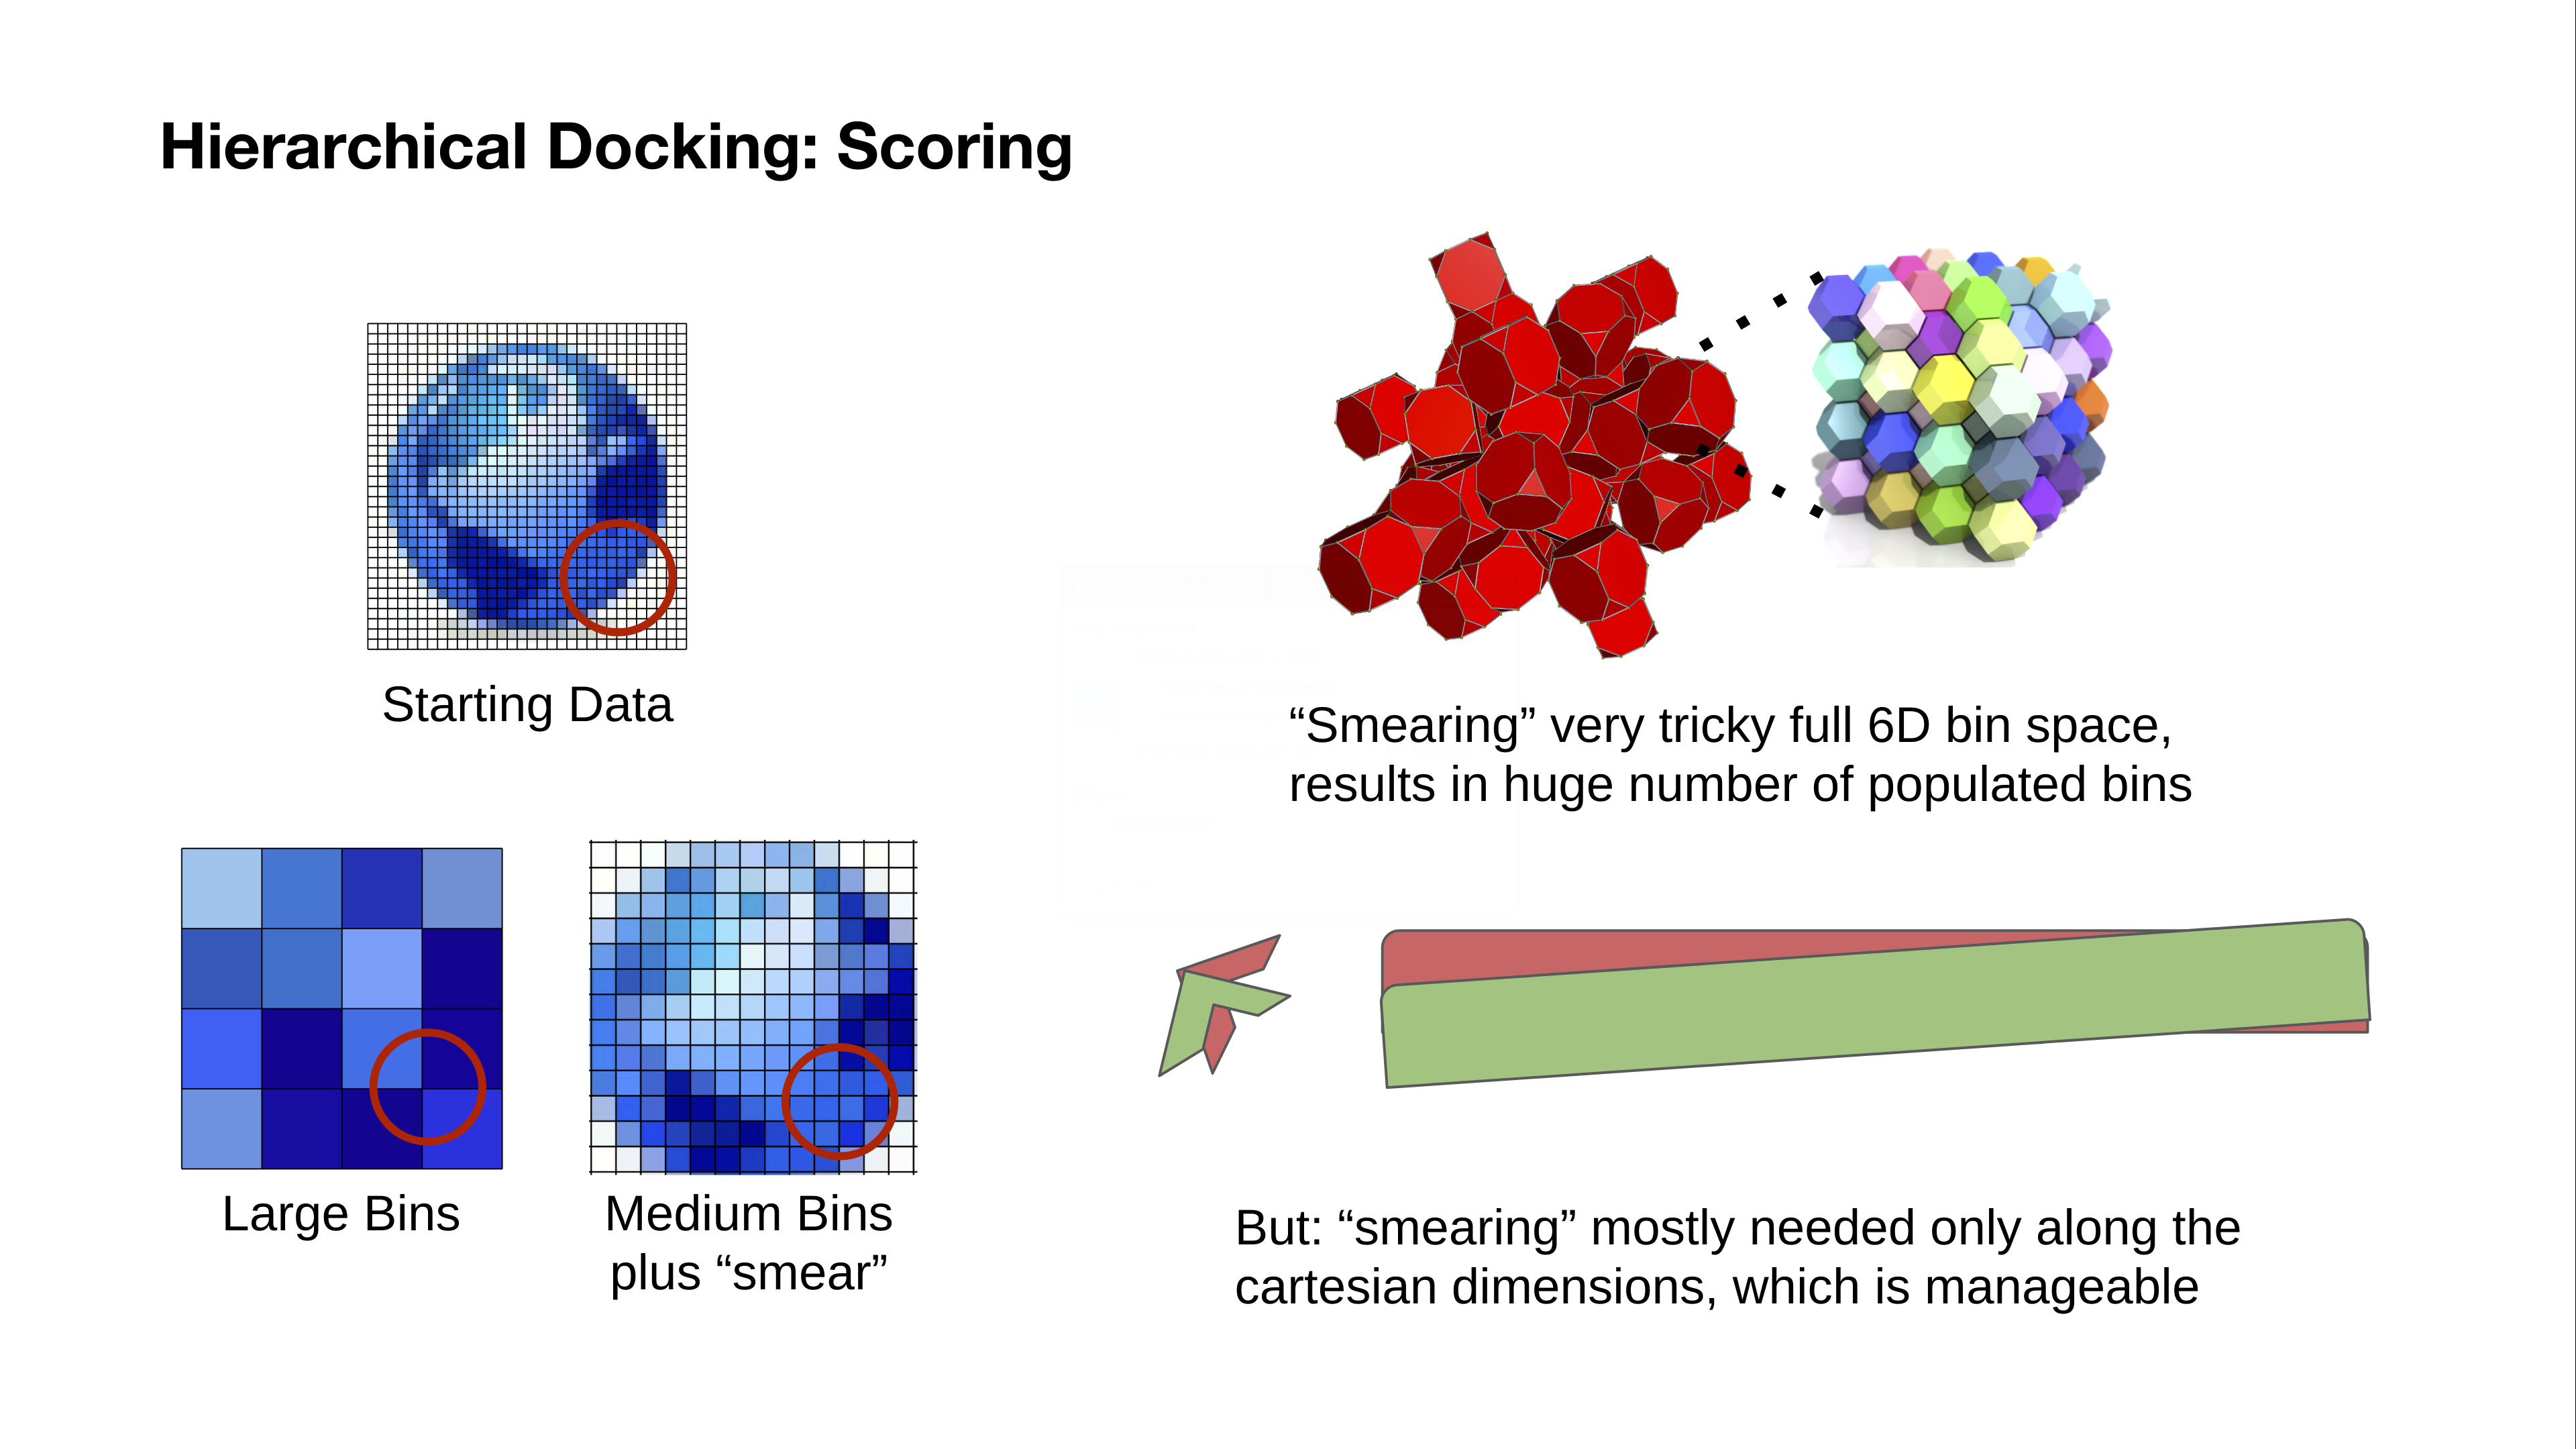 Hierarchical Docking: Scoring
Starting Data
Large Bins
Medium Bins
plus “smear”
“Smearing” very tricky full 6D bin space,
results in huge number of populated bins
But: “smearing” mostly needed only along the
cartesian dimensions, which is manageable